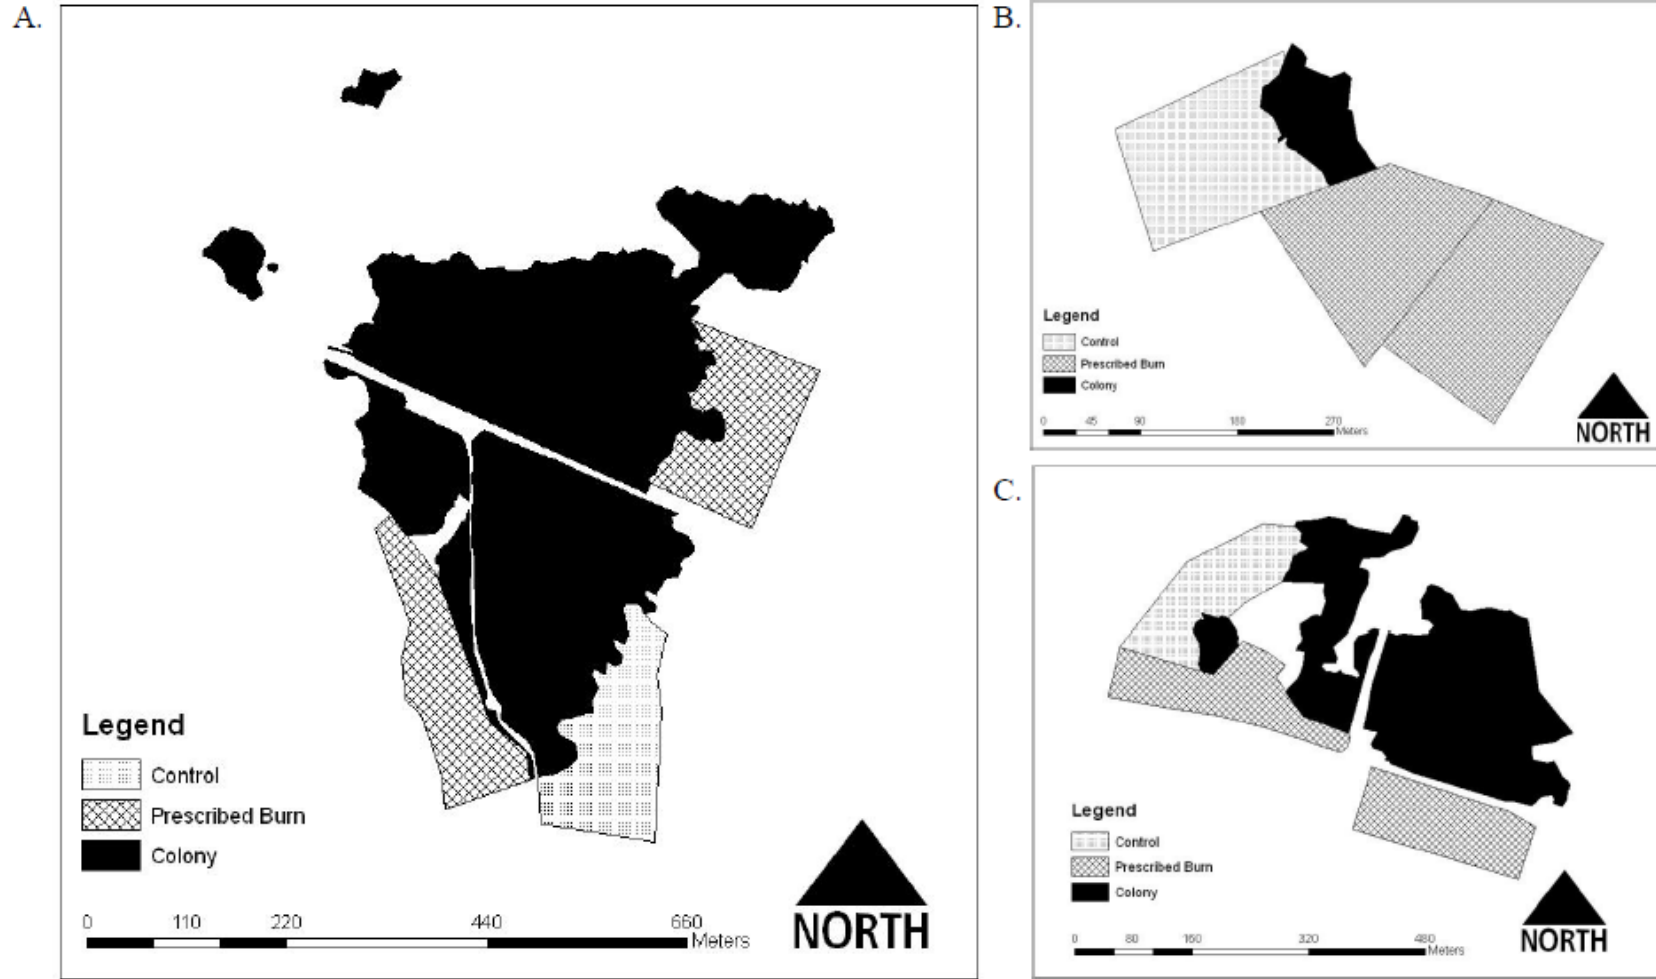 A.
Legend
Control
Prescribed Burn
Colony
0 110 220 440 660
Meters
NORTH
B.
Legend
Control
Prescribed Burn
Colony
0 45 90 180 270
Meters
NORTH
C.
Legend
Control
Prescribed Burn
Colony
0 80 160 320 480
Meters
NORTH